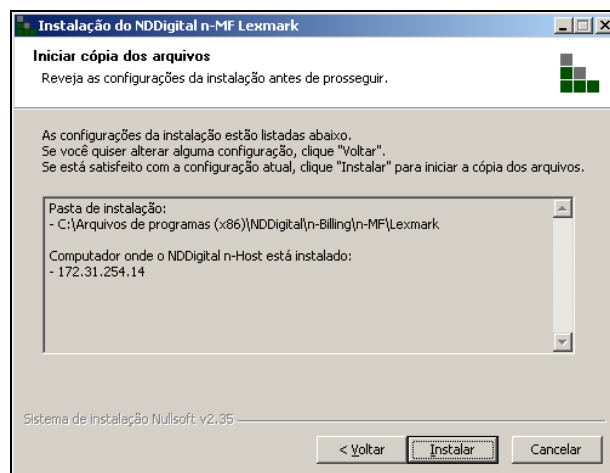 Instalação do NDDigital n-MF Lexmark
Iniciar cópia dos arquivos
Reveja as configurações da instalação antes de prosseguir.
As configurações da instalação estão listadas abaixo.
Se você quiser alterar alguma configuração, clique "Voltar".
Se está satisfeito com a configuração atual, clique "Instalar" para iniciar a cópia dos arquivos.
Pasta de instalação:
- C:\Arquivos de programas (x86)\NDDigital\n-Billing\n-MF\Lexmark
Computador onde o NDDigital n-Host está instalado:
- 172.31.254.14
Sistema de instalação Nullsoft v2.35
< Voltar
Instalar
Cancelar